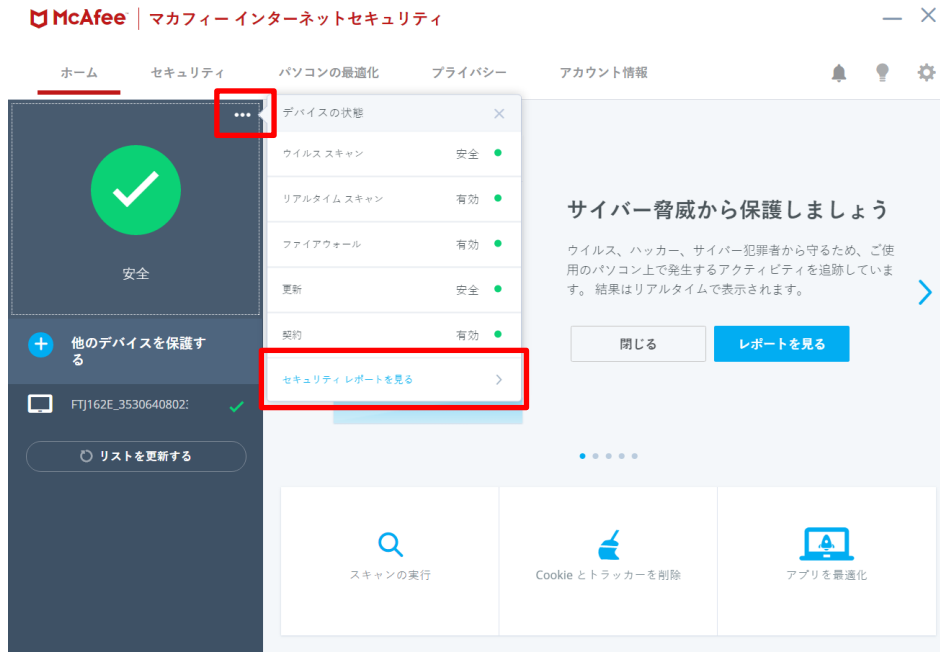 McAfee マカフィー インターネットセキュリティ
ホーム セキュリティ パソコンの最適化 プライバシー アカウント情報
デバイスの状態
ウイルス スキャン 安全
リアルタイム スキャン 有効
ファイアウォール 有効
更新 安全
契約 有効
セキュリティ レポートを見る
安全
他のデバイスを保護す
る
FTJ162E_3530640802
リストを更新する
サイバー脅威から保護しましょう
ウイルス、ハッカー、サイバー犯罪者から守るため、ご使
用のパソコン上で発生するアクティビティを追跡していま
す。 結果はリアルタイムで表示されます。
閉じる レポートを見る
スキャンの実行
Cookie とトラッカーを削除
アプリを最適化